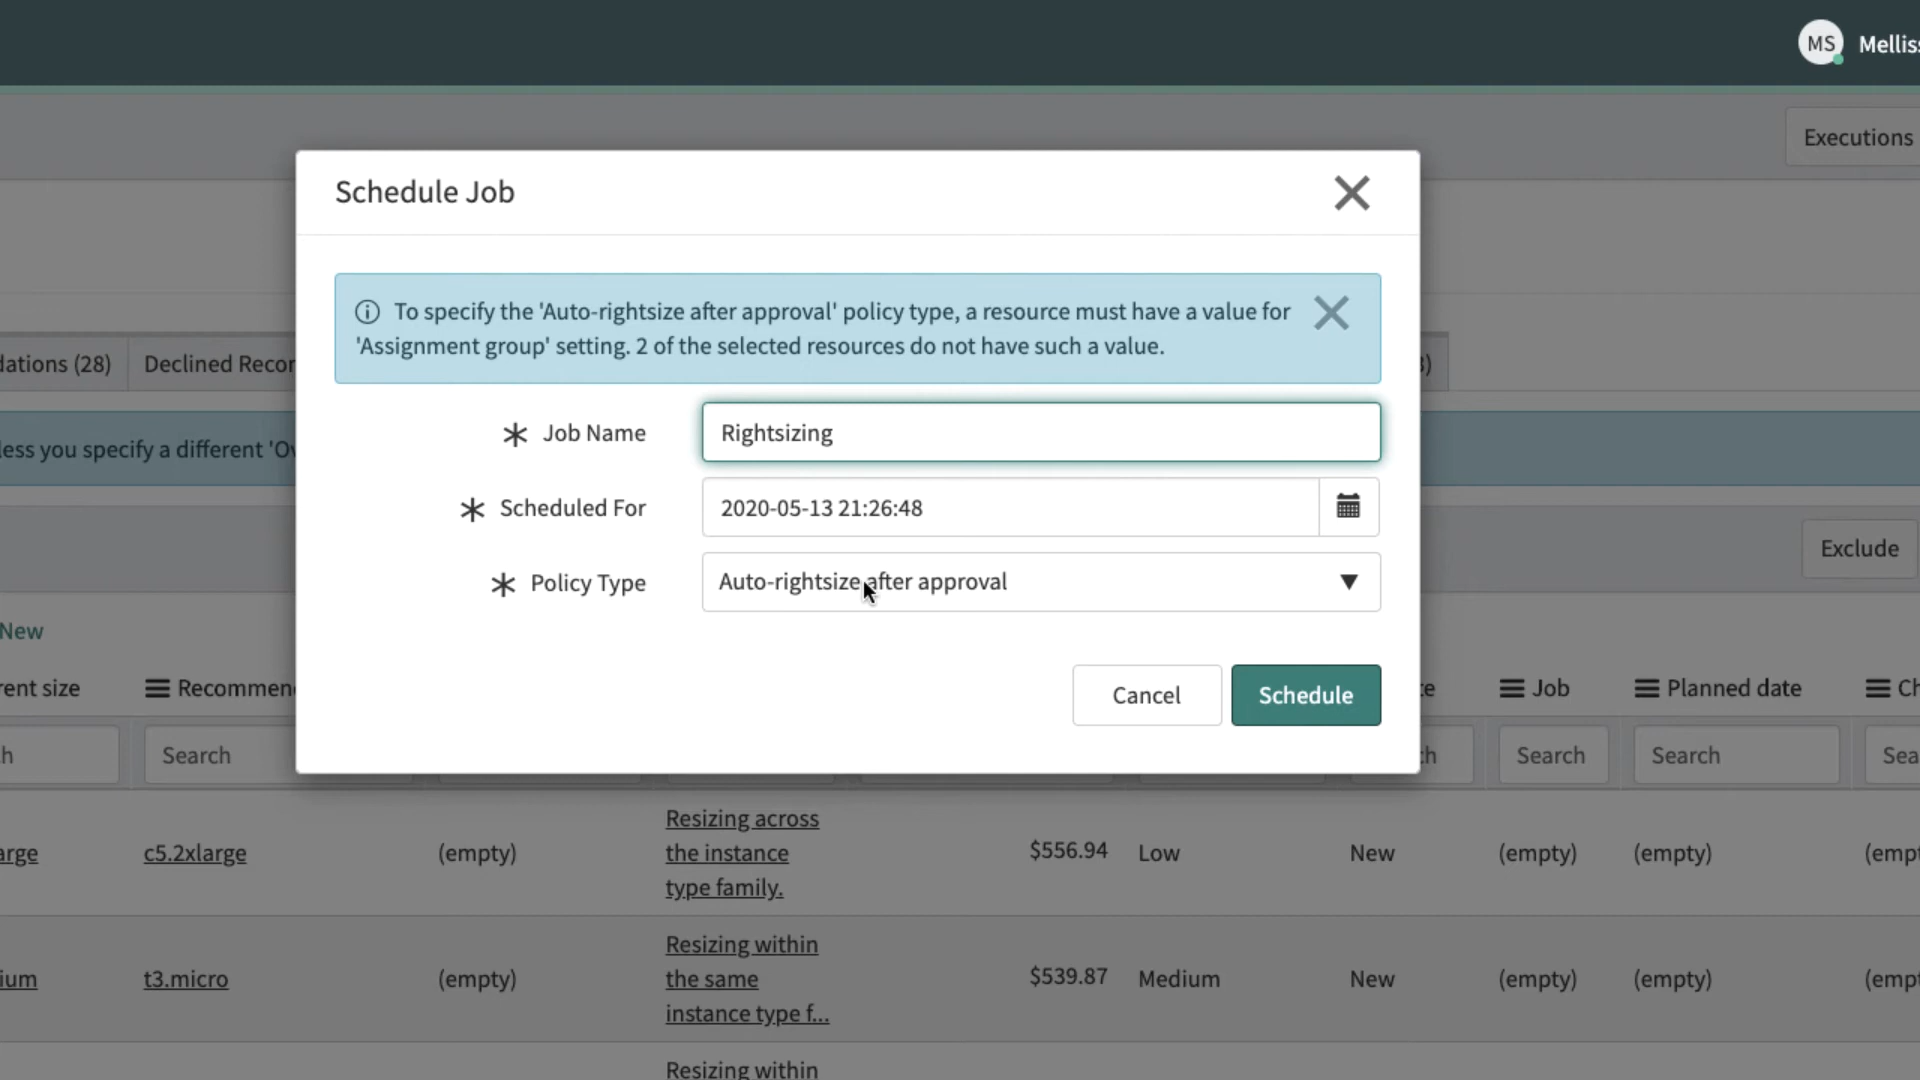 MS Mellis
Executions
Schedule Job
To specify the 'Auto-rightsize after approval' policy type, a resource must have a value for
'Assignment group' setting. 2 of the selected resources do not have such a value.
dations (28) Declined Recor
less you specify a different 'Ov
* Job Name Rightsizing
* Scheduled For 2020-05-13 21:26:48
* Policy Type Auto-rightsize after approval
Exclude
New
Cancel Schedule
rent size Recommen te Job Planned date Ch
h Search ch Search Search Sea
Resizing across
the instance
type family.
arge c5.2xlarge (empty) $556.94 Low New (empty) (empty) (empt
Resizing within
the same
instance type f...
ium t3.micro (empty) $539.87 Medium New (empty) (empty) (empt
Resizing within